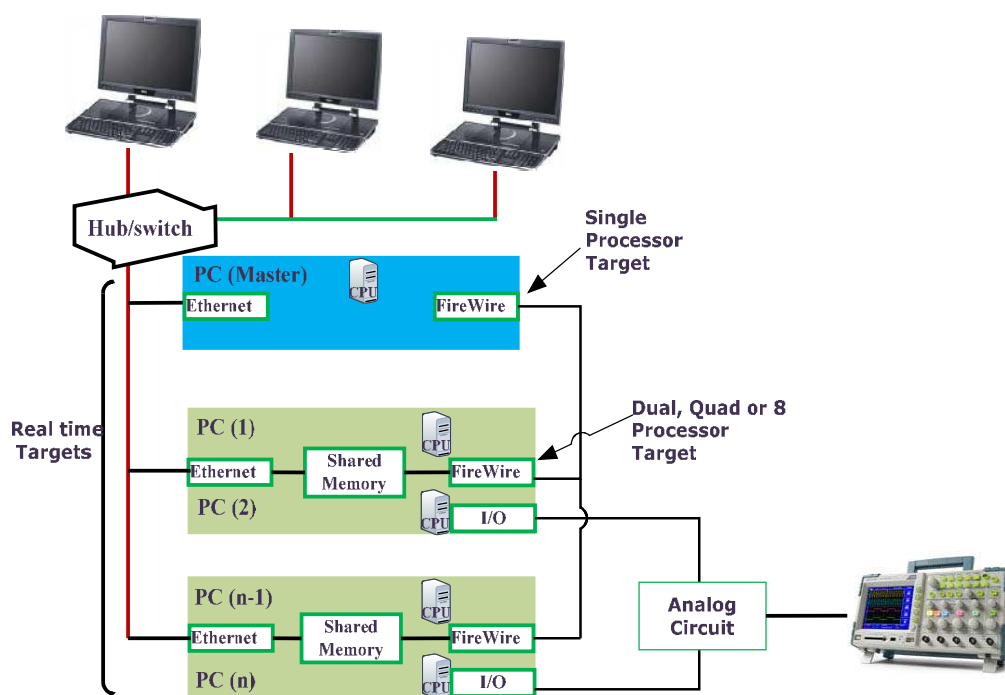 Hub/switch
Single
Processor
Target
PC (Master)
CPU
Ethernet
FireWire
Real time
Targets
Dual, Quad or 8
Processor
Target
PC (1)
CPU
Ethernet
Shared
Memory
FireWire
PC (2)
CPU
I/O
PC (n-1)
CPU
Ethernet
Shared
Memory
FireWire
PC (n)
CPU
I/O
Analog
Circuit